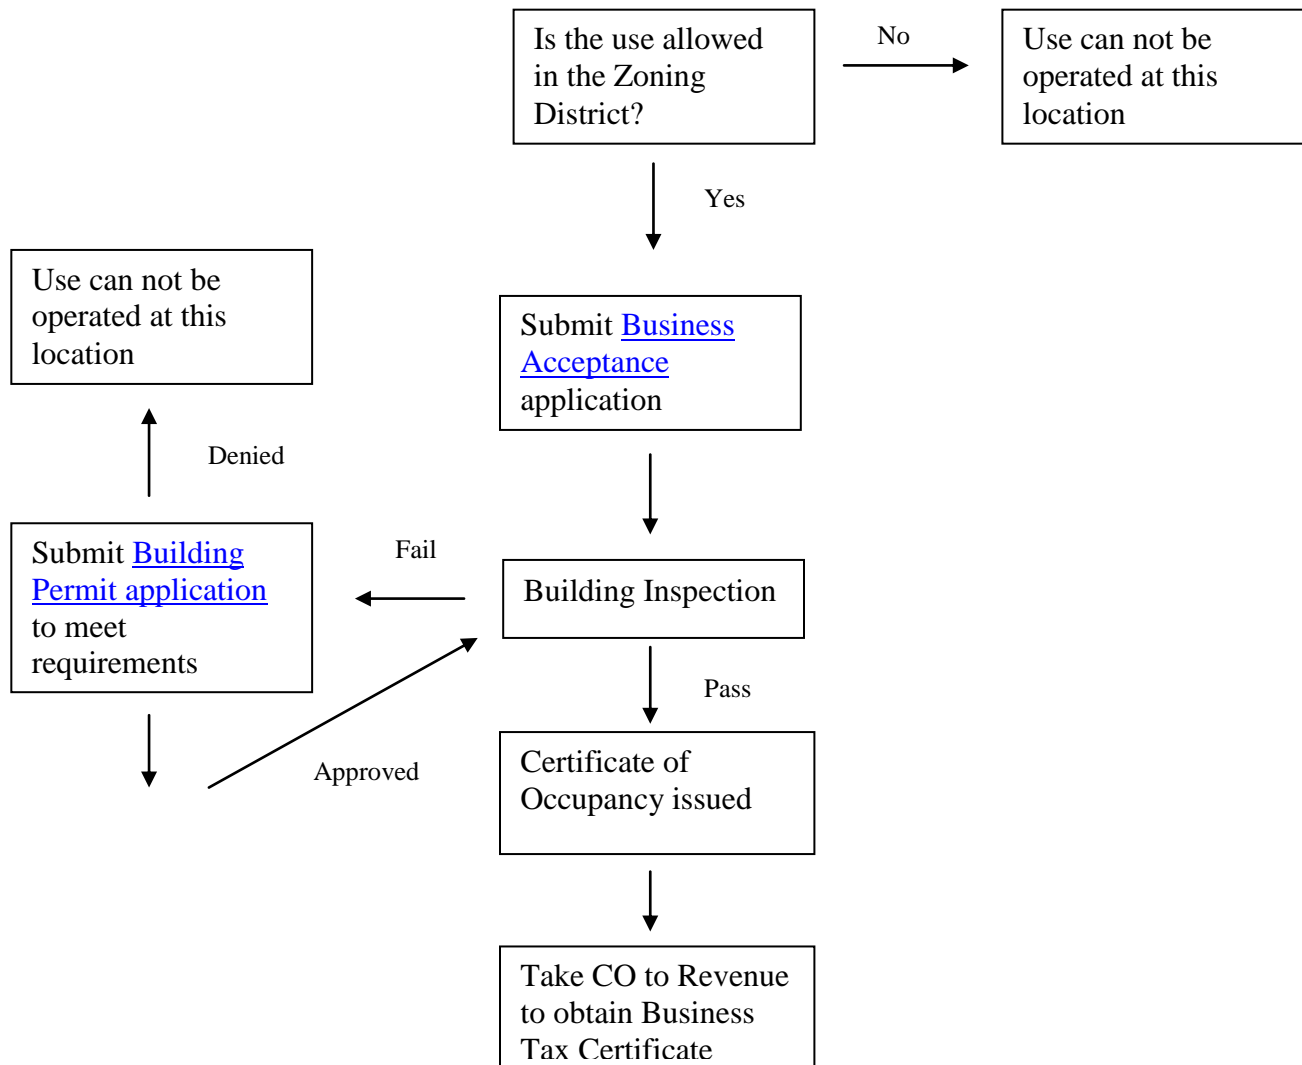 Is the use allowed
in the Zoning
District?
No
Use can not be
operated at this
location
Yes
Use can not be
operated at this
location
Submit Business
Acceptance
application
Denied
Submit Building
Permit application
to meet
requirements
Fail
Building Inspection
Pass
Approved
Certificate of
Occupancy issued
Take CO to Revenue
to obtain Business
Tax Certificate